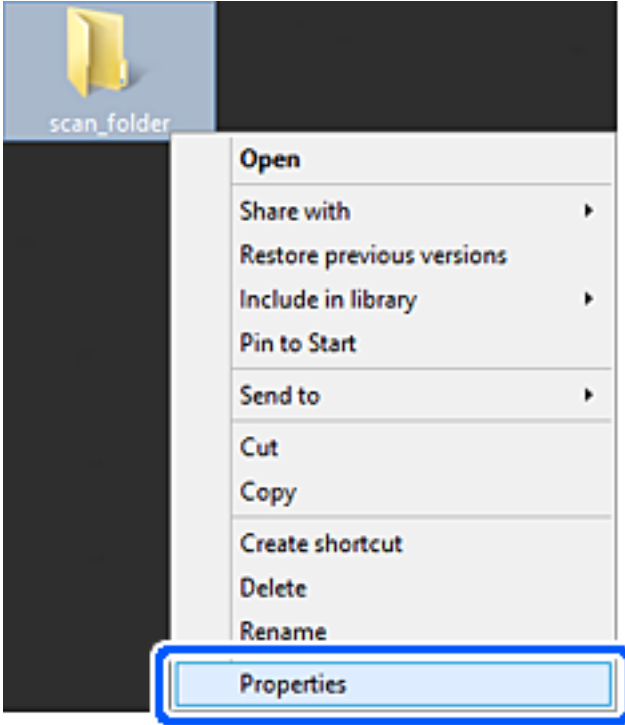 scan_folder
Open
Share with
Restore previous versions
Include in library
Pin to Start
Send to
Cut
Copy
Create shortcut
Delete
Rename
Properties